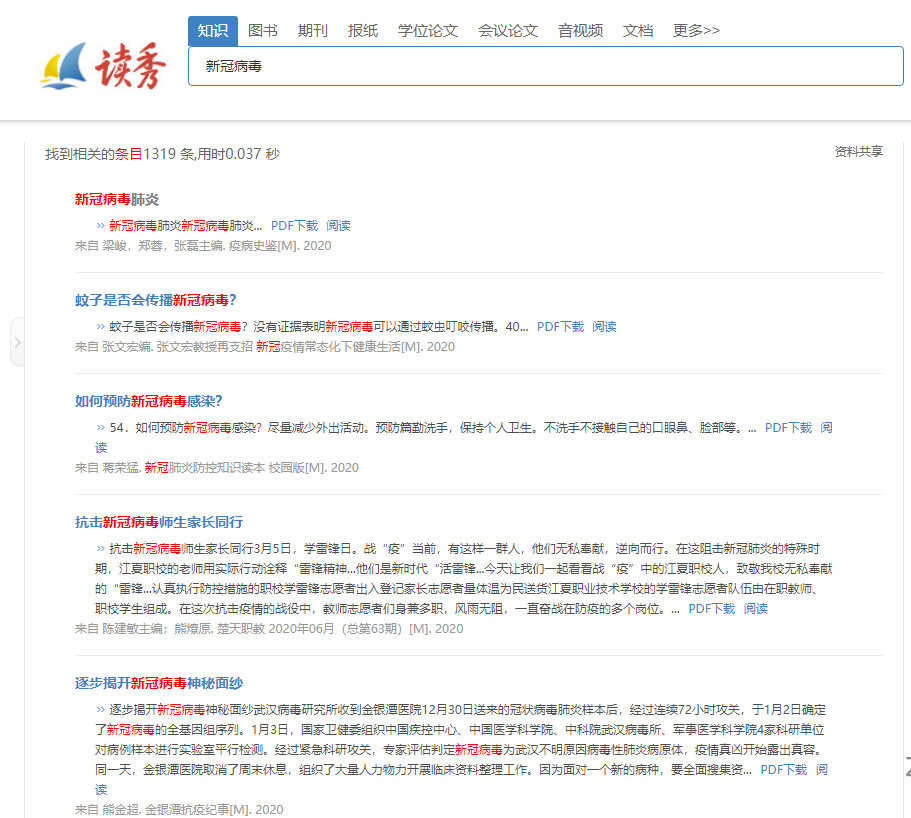 知识 图书 期刊 报纸 学位论文 会议论文 音视频 文档 更多>>
读秀
新冠病毒
找到相关的条目1319 条,用时0.037 秒
资料共享
新冠病毒肺炎
›› 新冠病毒肺炎新冠病毒肺炎... PDF下载 阅读
来自 梁峻，郑蓉，张磊主编. 疫病史鉴[M]. 2020
蚊子是否会传播新冠病毒?
›› 蚊子是否会传播新冠病毒？没有证据表明新冠病毒可以通过蚊虫叮咬传播。40... PDF下载 阅读
来自 张文宏编. 张文宏教授再支招 新冠疫情常态化下健康生活[M]. 2020
如何预防新冠病毒感染?
›› 54．如何预防新冠病毒感染？尽量减少外出活动。预防篇勤洗手，保持个人卫生。不洗手不接触自己的口眼鼻、脸部等。... PDF下载 阅
读
来自 蒋荣猛. 新冠肺炎防控知识读本 校园版[M]. 2020
抗击新冠病毒师生家长同行
›› 抗击新冠病毒师生家长同行3月5日，学雷锋日。战“疫”当前，有这样一群人，他们无私奉献，逆向而行。在这阻击新冠肺炎的特殊时
期，江夏职校的老师用实际行动诠释“雷锋精神...他们是新时代“活雷锋...今天让我们一起看看战“疫”中的江夏职校人，致敬我校无私奉献
的“雷锋...认真执行防控措施的职校学雷锋志愿者出入登记家长志愿者量体温为民送货江夏职业技术学校的学雷锋志愿者队伍由在职教师、
职校学生组成。在这次抗击疫情的战役中，教师志愿者们身兼多职，风雨无阻，一直奋战在防疫的多个岗位。... PDF下载 阅读
来自 陈建敏主编；熊燎原. 楚天职教 2020年06月（总第63期）[M]. 2020
逐步揭开新冠病毒神秘面纱
›› 逐步揭开新冠病毒神秘面纱武汉病毒研究所收到金银潭医院12月30日送来的冠状病毒肺炎样本后，经过连续72小时攻关，于1月2日确定
了新冠病毒的全基因组序列。1月3日，国家卫健委组织中国疾控中心、中国医学科学院、中科院武汉病毒所、军事医学科学院4家科研单位
对病例样本进行实验室平行检测。经过紧急科研攻关，专家评估判定新冠病毒为武汉不明原因病毒性肺炎病原体，疫情真凶开始露出真容。
同一天，金银潭医院取消了周末休息，组织了大量人力物力开展临床资料整理工作。因为面对一个新的病种，要全面搜集资... PDF下载 阅
读
来自 熊金超. 金银潭抗疫纪事[M]. 2020